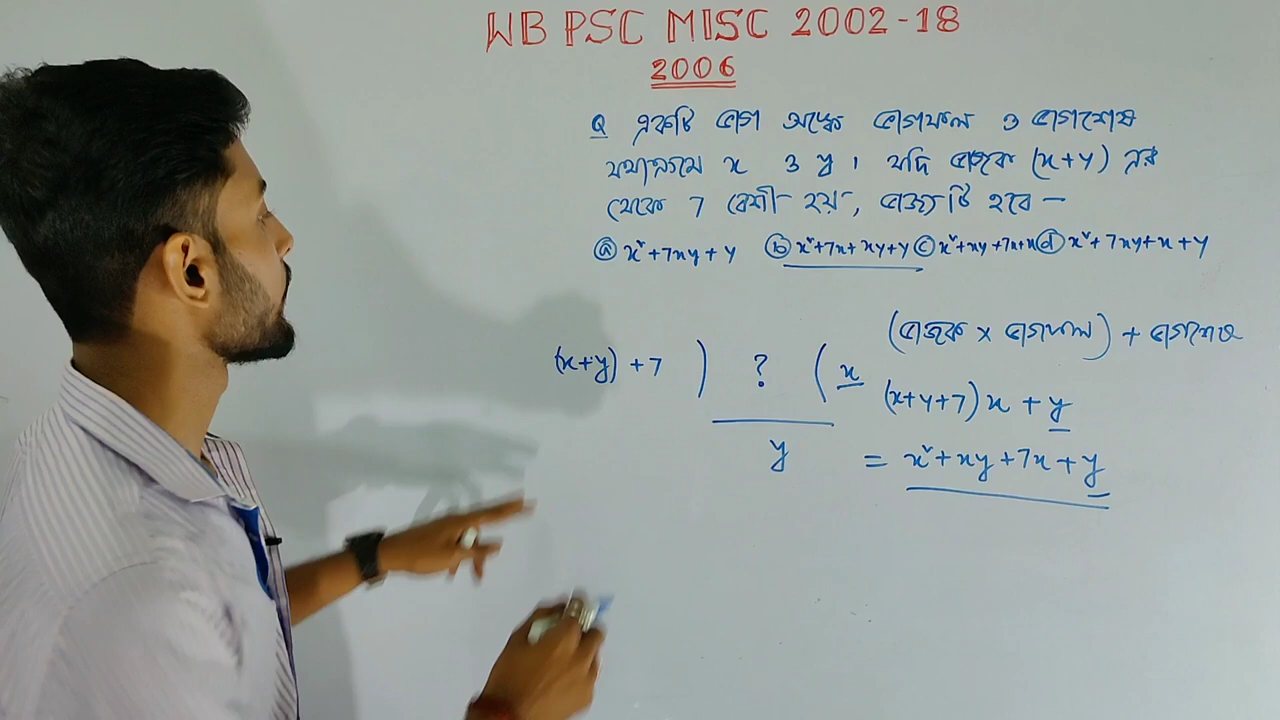 WB PSC MISC 2002-18
2006
Q একটি ভাগ অঙ্কে ভাগফল ও ভাগশেষ
যথাক্রমে x ও y । যদি ভাজক (x+y) এর
থেকে 7 বেশী হয়, ভাজ্যটি হবে —
ⓐ x²+7xy+y ⓑ x²+7x+xy+y ⓒ x²+xy+7x+x ⓓ x²+7xy+x+y
(ভাজক × ভাগফল) + ভাগশেষ
(x+y)+7 ) ? ( x
(x+y+7)x + y
y
= x²+xy+7x+y